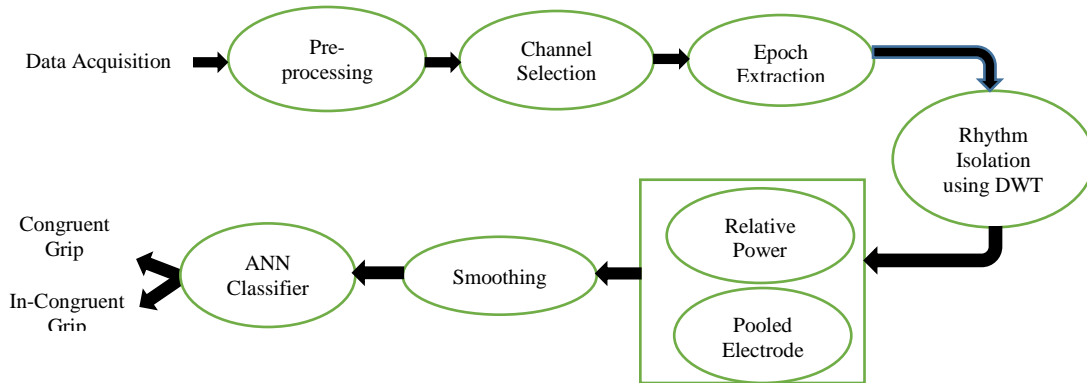 Data Acquisition
Pre-
processing
Channel
Selection
Epoch
Extraction
Rhythm
Isolation
using DWT
Relative
Power
Pooled
Electrode
Smoothing
ANN
Classifier
Congruent
Grip
In-Congruent
Grip